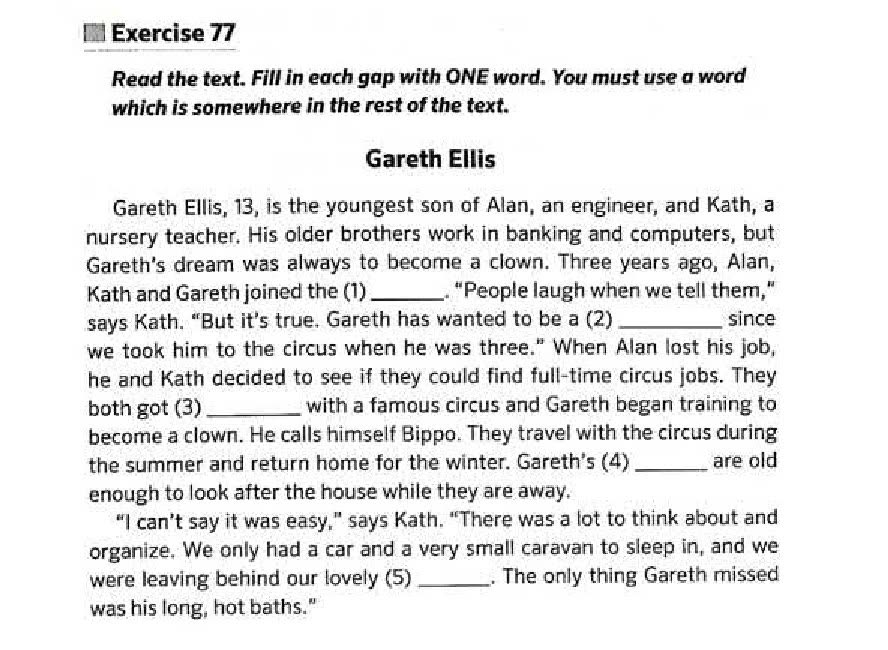 Exercise 77
Read the text. Fill in each gap with ONE word. You must use a word
which is somewhere in the rest of the text.
Gareth Ellis
Gareth Ellis, 13, is the youngest son of Alan, an engineer, and Kath, a
nursery teacher. His older brothers work in banking and computers, but
Gareth's dream was always to become a clown. Three years ago, Alan,
Kath and Gareth joined the (1) ______. "People laugh when we tell them,"
says Kath. "But it's true. Gareth has wanted to be a (2) ________ since
we took him to the circus when he was three." When Alan lost his job,
he and Kath decided to see if they could find full-time circus jobs. They
both got (3) ________ with a famous circus and Gareth began training to
become a clown. He calls himself Bippo. They travel with the circus during
the summer and return home for the winter. Gareth's (4) ______ are old
enough to look after the house while they are away.
"I can't say it was easy," says Kath. "There was a lot to think about and
organize. We only had a car and a very small caravan to sleep in, and we
were leaving behind our lovely (5) ______. The only thing Gareth missed
was his long, hot baths."